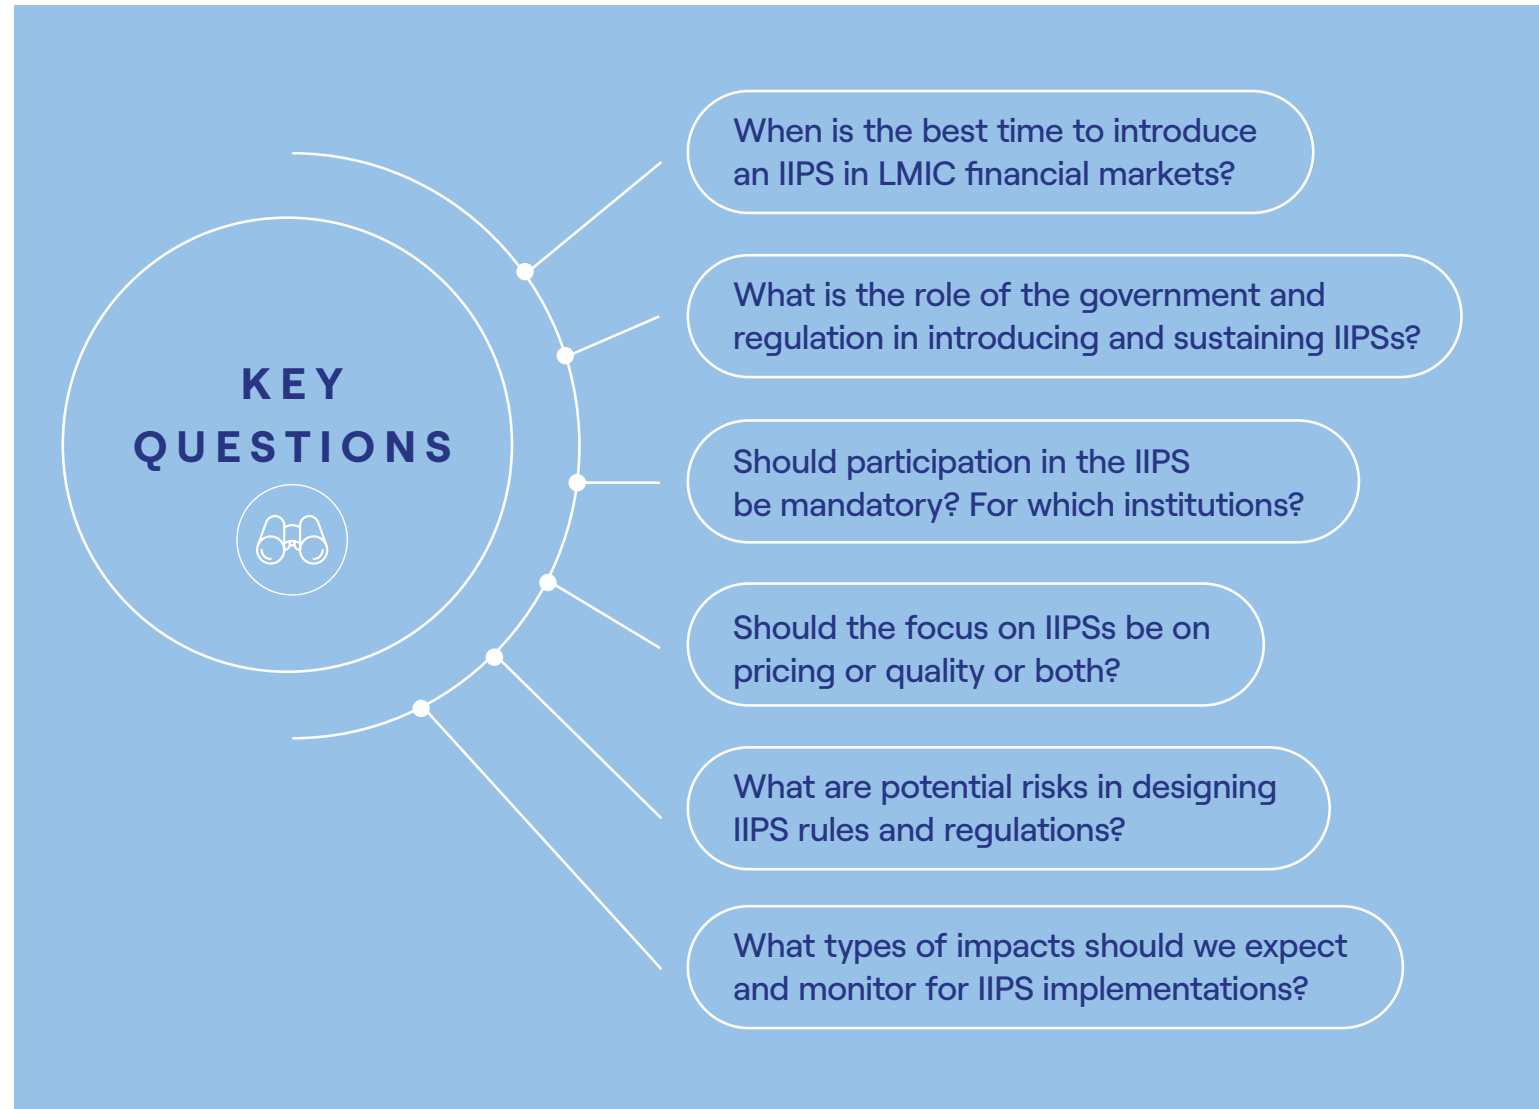 KEY
QUESTIONS
When is the best time to introduce
an IIPS in LMIC financial markets?
What is the role of the government and
regulation in introducing and sustaining IIPSs?
Should participation in the IIPS
be mandatory? For which institutions?
Should the focus on IIPSs be on
pricing or quality or both?
What are potential risks in designing
IIPS rules and regulations?
What types of impacts should we expect
and monitor for IIPS implementations?